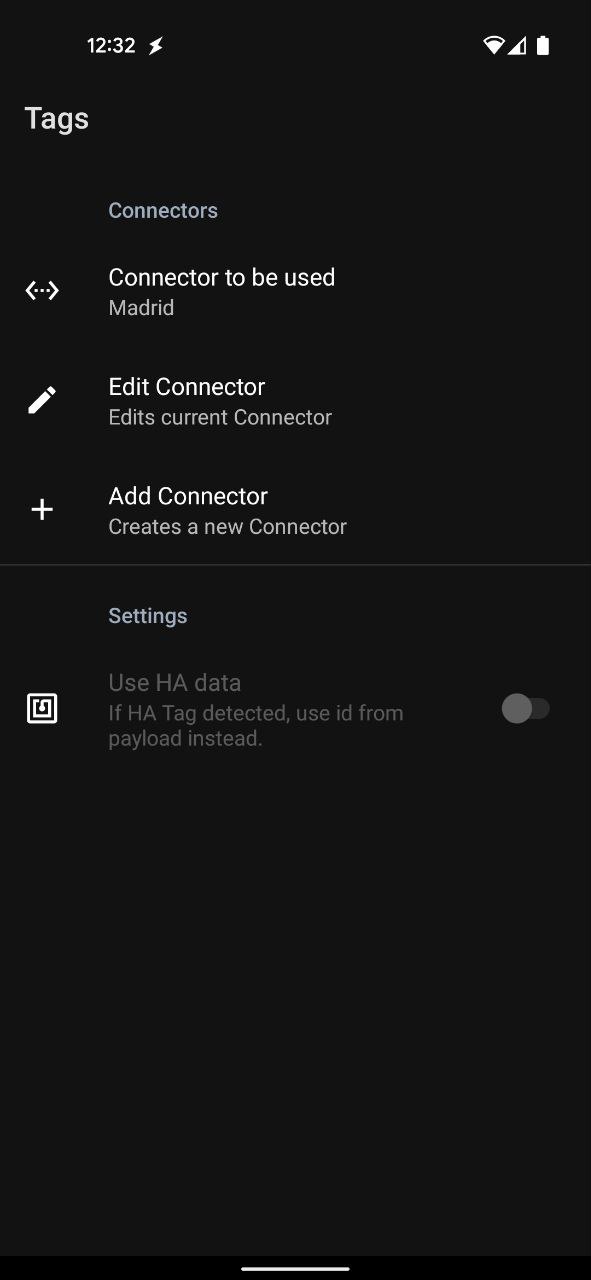 12:32
Tags
Connectors
Connector to be used
Madrid
Edit Connector
Edits current Connector
Add Connector
Creates a new Connector
Settings
Use HA data
If HA Tag detected, use id from
payload instead.